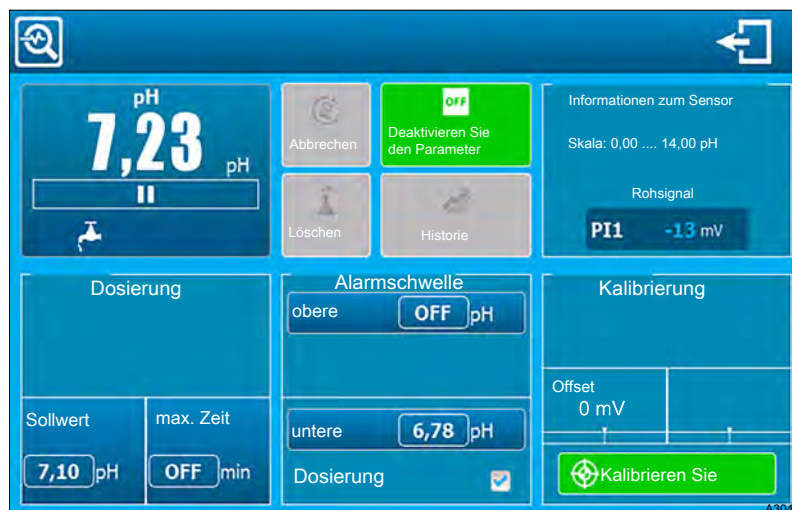 pH
7,23 pH
Abbrechen
OFF
Deaktivieren Sie
den Parameter
Löschen
Historie
Informationen zum Sensor
Skala: 0,00 .... 14,00 pH
Rohsignal
PI1 -13 mV
Dosierung
Sollwert
7,10 pH
max. Zeit
OFF min
Alarmschwelle
obere OFF pH
untere 6,78 pH
Dosierung
Kalibrierung
Offset
0 mV
Kalibrieren Sie
A304